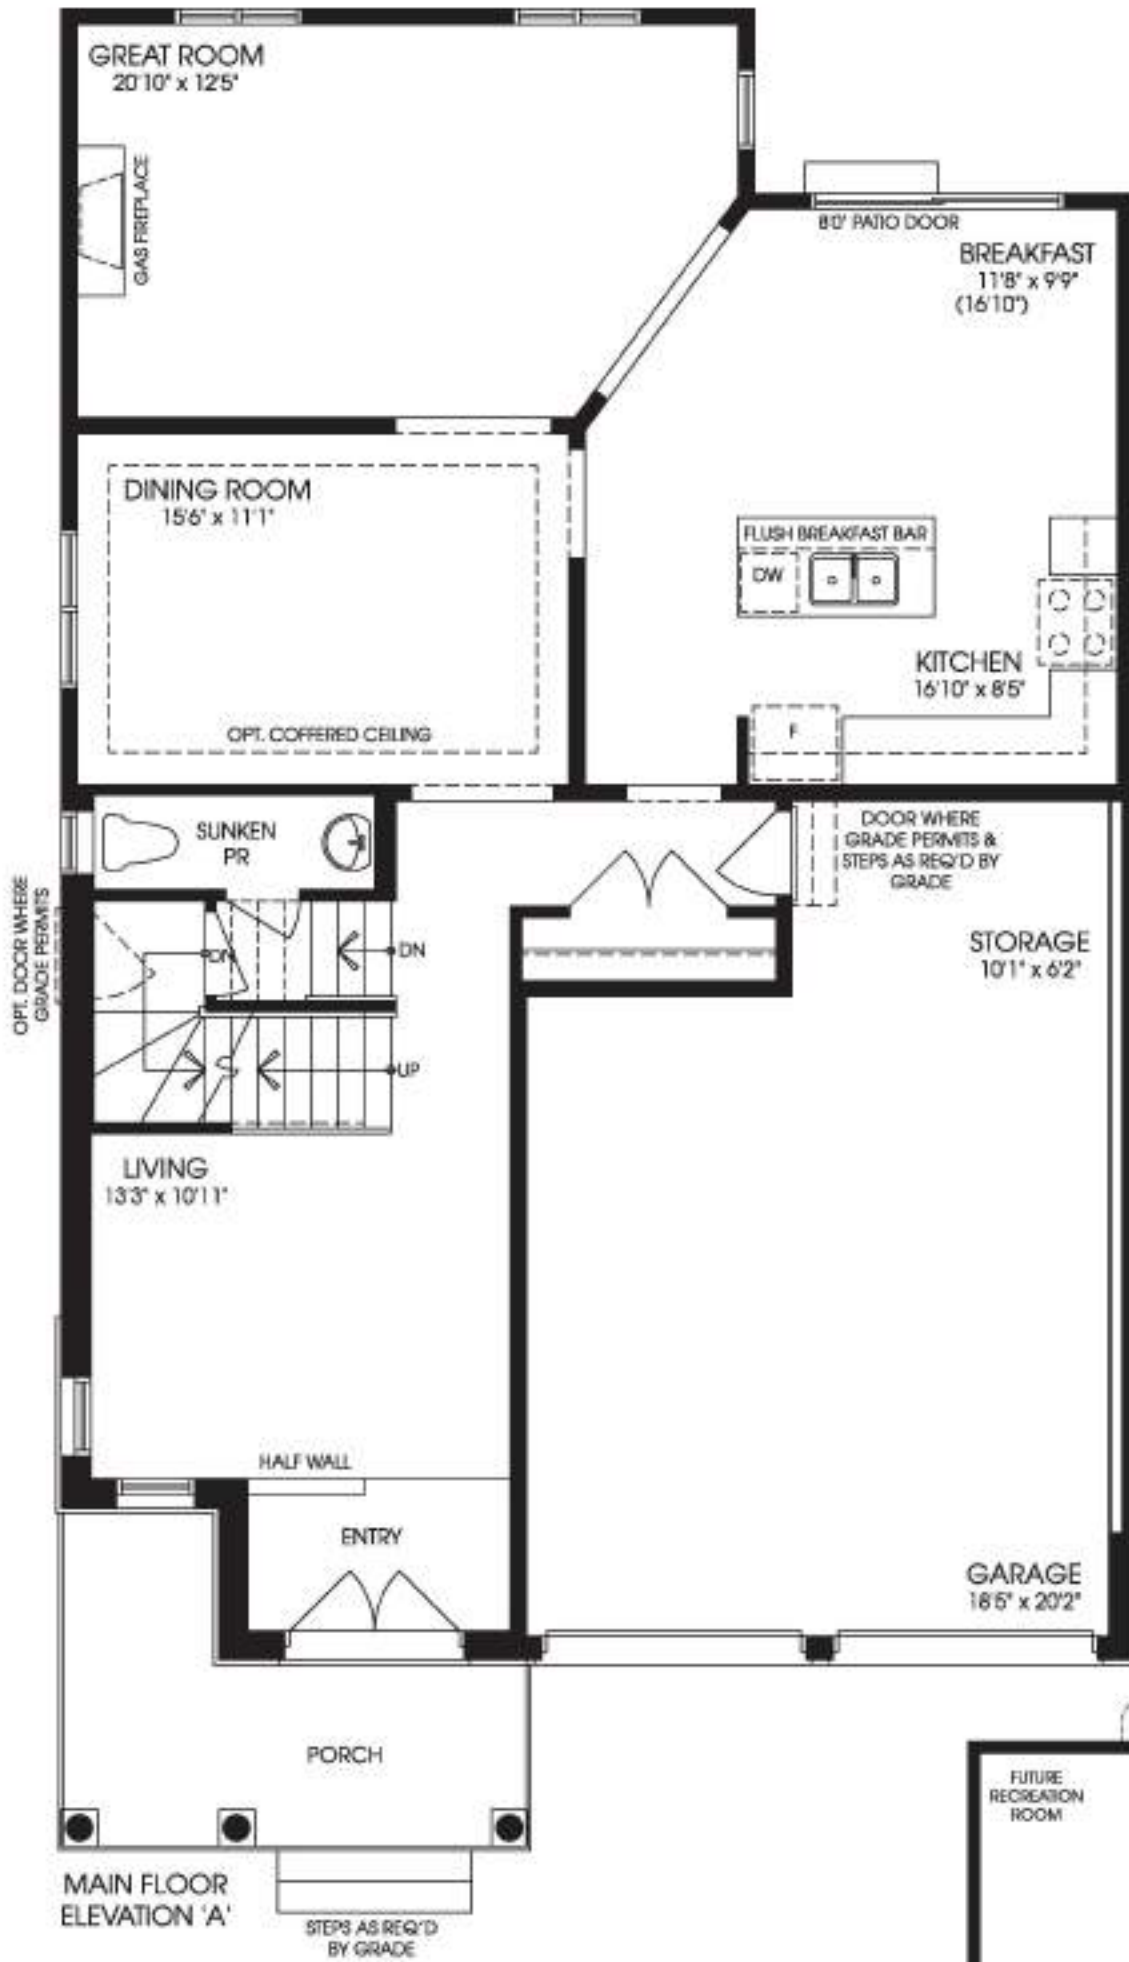 GREAT ROOM
20'10" x 12'5"
GAS FIREPLACE
8'0' PATIO DOOR
BREAKFAST
11'8" x 9'9"
(16'10")
DINING ROOM
15'6" x 11'1"
OPT. COFFERED CEILING
FLUSH BREAKFAST BAR
DW
KITCHEN
16'10" x 8'5"
F
SUNKEN
PR
DOOR WHERE
GRADE PERMITS &
STEPS AS REQ'D BY
GRADE
OPT. DOOR WHERE
GRADE PERMITS
DN
DN
STORAGE
10'1" x 6'2"
UP
LIVING
13'3" x 10'11"
HALF WALL
ENTRY
GARAGE
18'5" x 20'2"
PORCH
FUTURE
RECREATION
ROOM
MAIN FLOOR
ELEVATION 'A'
STEPS AS REQ'D
BY GRADE